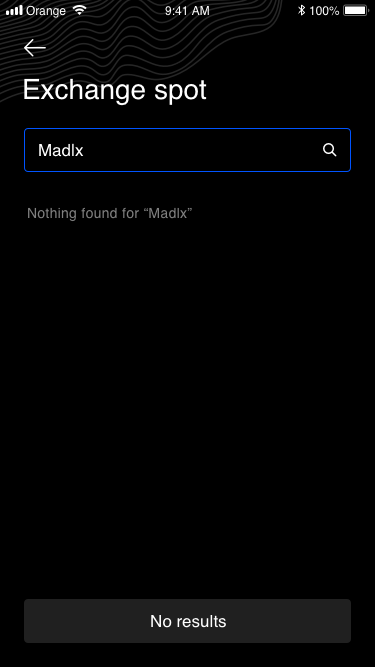 Orange 9:41 AM 100%
Exchange spot
Madlx
Nothing found for “Madlx”
No results